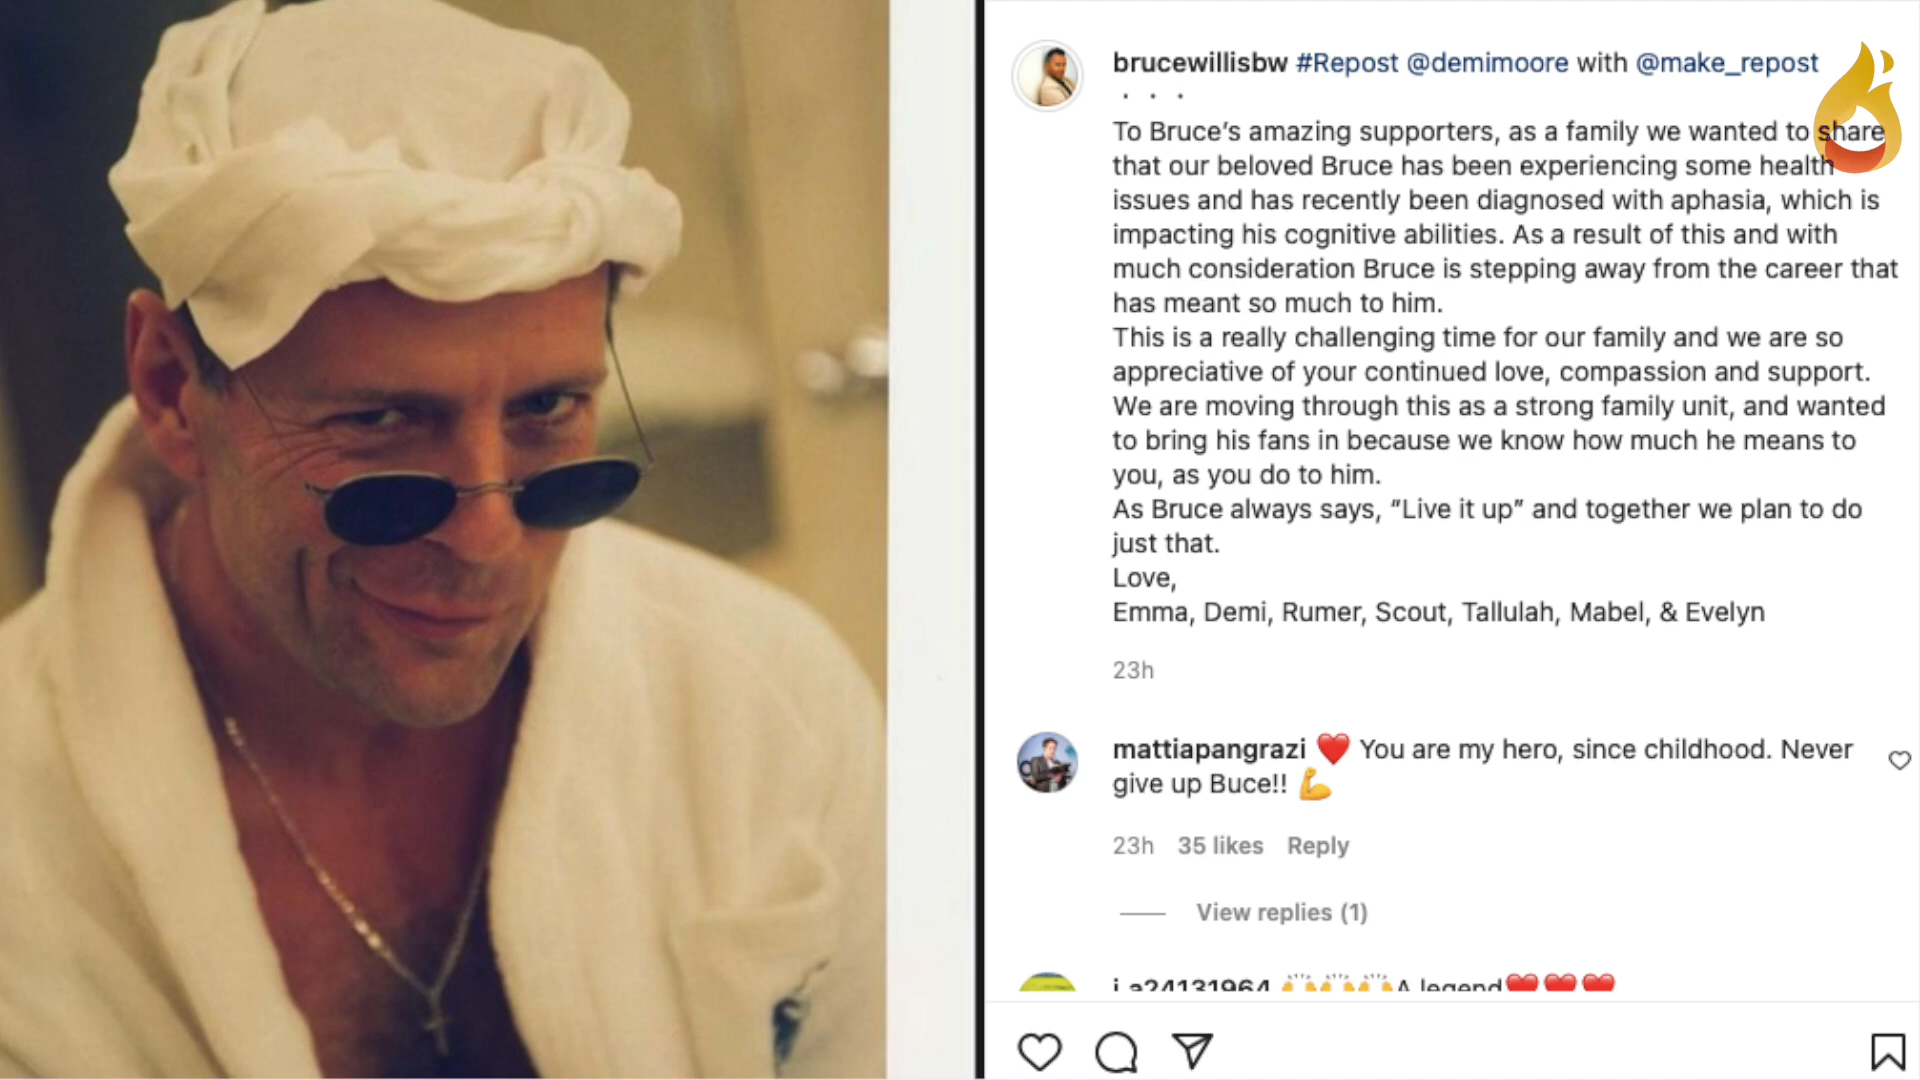 brucewillisbw #Repost @demimoore with @make_repost
・・・
To Bruce’s amazing supporters, as a family we wanted to share
that our beloved Bruce has been experiencing some health
issues and has recently been diagnosed with aphasia, which is
impacting his cognitive abilities. As a result of this and with
much consideration Bruce is stepping away from the career that
has meant so much to him.
This is a really challenging time for our family and we are so
appreciative of your continued love, compassion and support.
We are moving through this as a strong family unit, and wanted
to bring his fans in because we know how much he means to
you, as you do to him.
As Bruce always says, “Live it up” and together we plan to do
just that.
Love,
Emma, Demi, Rumer, Scout, Tallulah, Mabel, & Evelyn
23h
mattiapangrazi ❤️ You are my hero, since childhood. Never
give up Buce!! 💪
23h 35 likes Reply
View replies (1)
i_a24131964 🙌🙌🙌A legend❤️❤️❤️